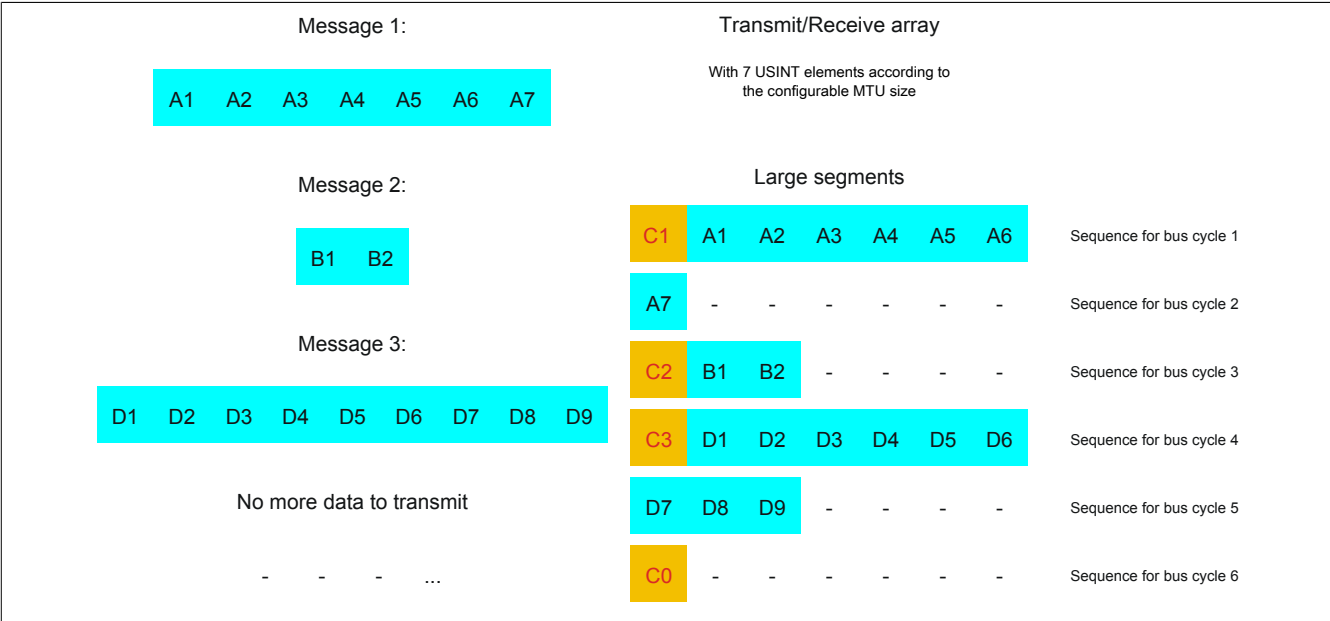 Message 1:
A1 A2 A3 A4 A5 A6 A7
Message 2:
B1 B2
Message 3:
D1 D2 D3 D4 D5 D6 D7 D8 D9
No more data to transmit
- - - ...
Transmit/Receive array
With 7 USINT elements according to
the configurable MTU size
Large segments
C1 A1 A2 A3 A4 A5 A6 Sequence for bus cycle 1
A7 - - - - - - Sequence for bus cycle 2
C2 B1 B2 - - - - Sequence for bus cycle 3
C3 D1 D2 D3 D4 D5 D6 Sequence for bus cycle 4
D7 D8 D9 - - - - Sequence for bus cycle 5
C0 - - - - - - Sequence for bus cycle 6